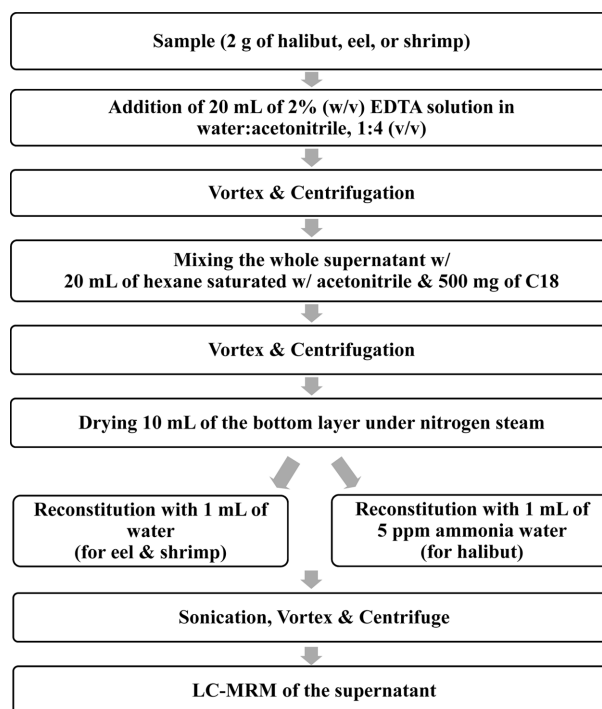 Sample (2 g of halibut, eel, or shrimp)
Addition of 20 mL of 2% (w/v) EDTA solution in
water:acetonitrile, 1:4 (v/v)
Vortex & Centrifugation
Mixing the whole supernatant w/
20 mL of hexane saturated w/ acetonitrile & 500 mg of C18
Vortex & Centrifugation
Drying 10 mL of the bottom layer under nitrogen steam
Reconstitution with 1 mL of
water
(for eel & shrimp)
Reconstitution with 1 mL of
5 ppm ammonia water
(for halibut)
Sonication, Vortex & Centrifuge
LC-MRM of the supernatant